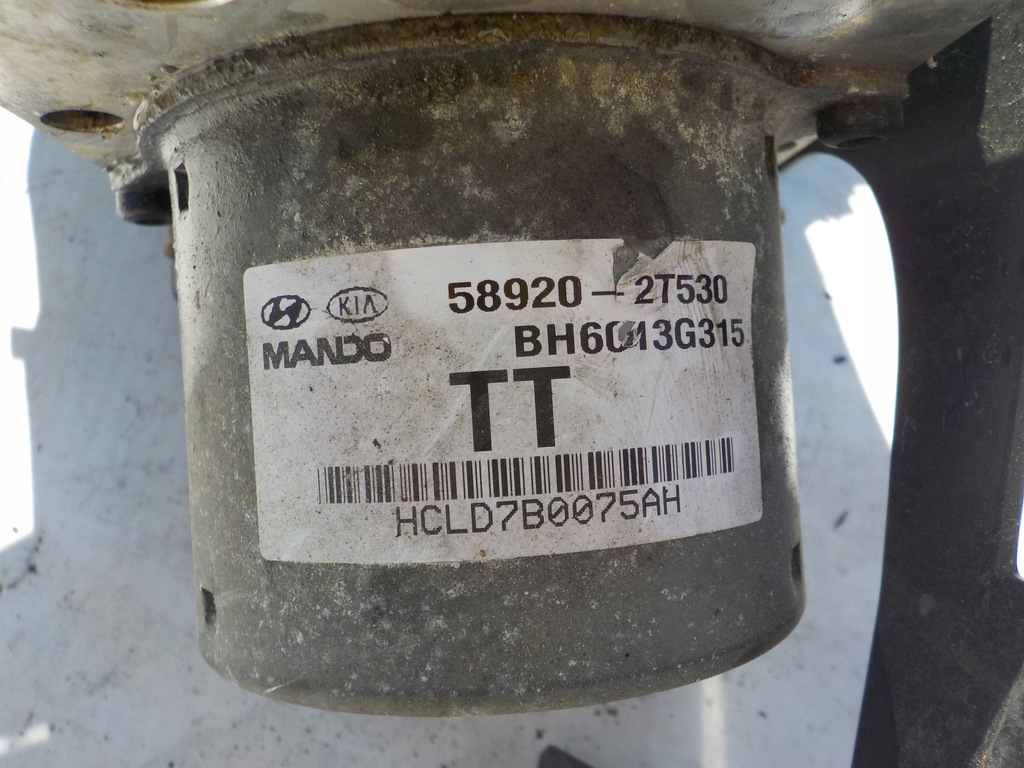 KIA 58920-2T530
MANDO BH6013G315
TT
HCLD7B0075AH